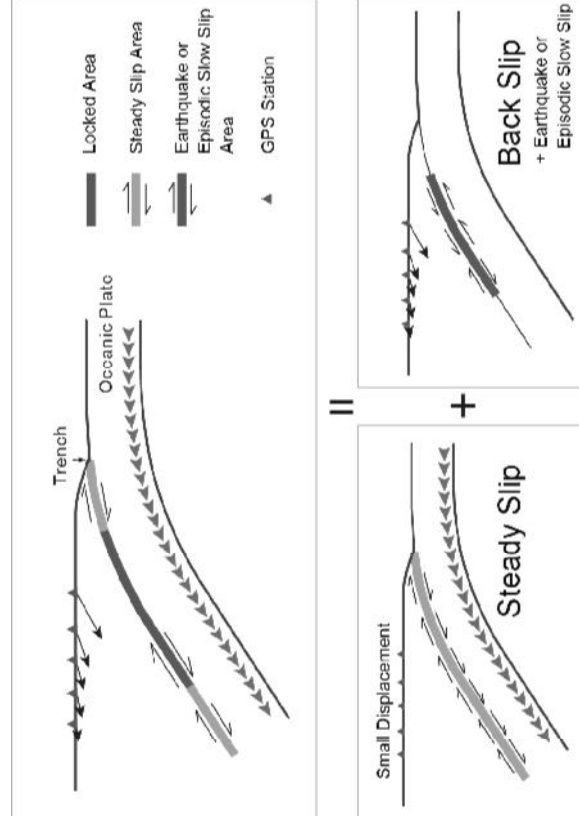 Trench
Oceanic Plate
Locked Area
Steady Slip Area
Earthquake or
Episodic Slow Slip
Area
GPS Station
=
Small Displacement
Steady Slip
+
Back Slip
+ Earthquake or
Episodic Slow Slip